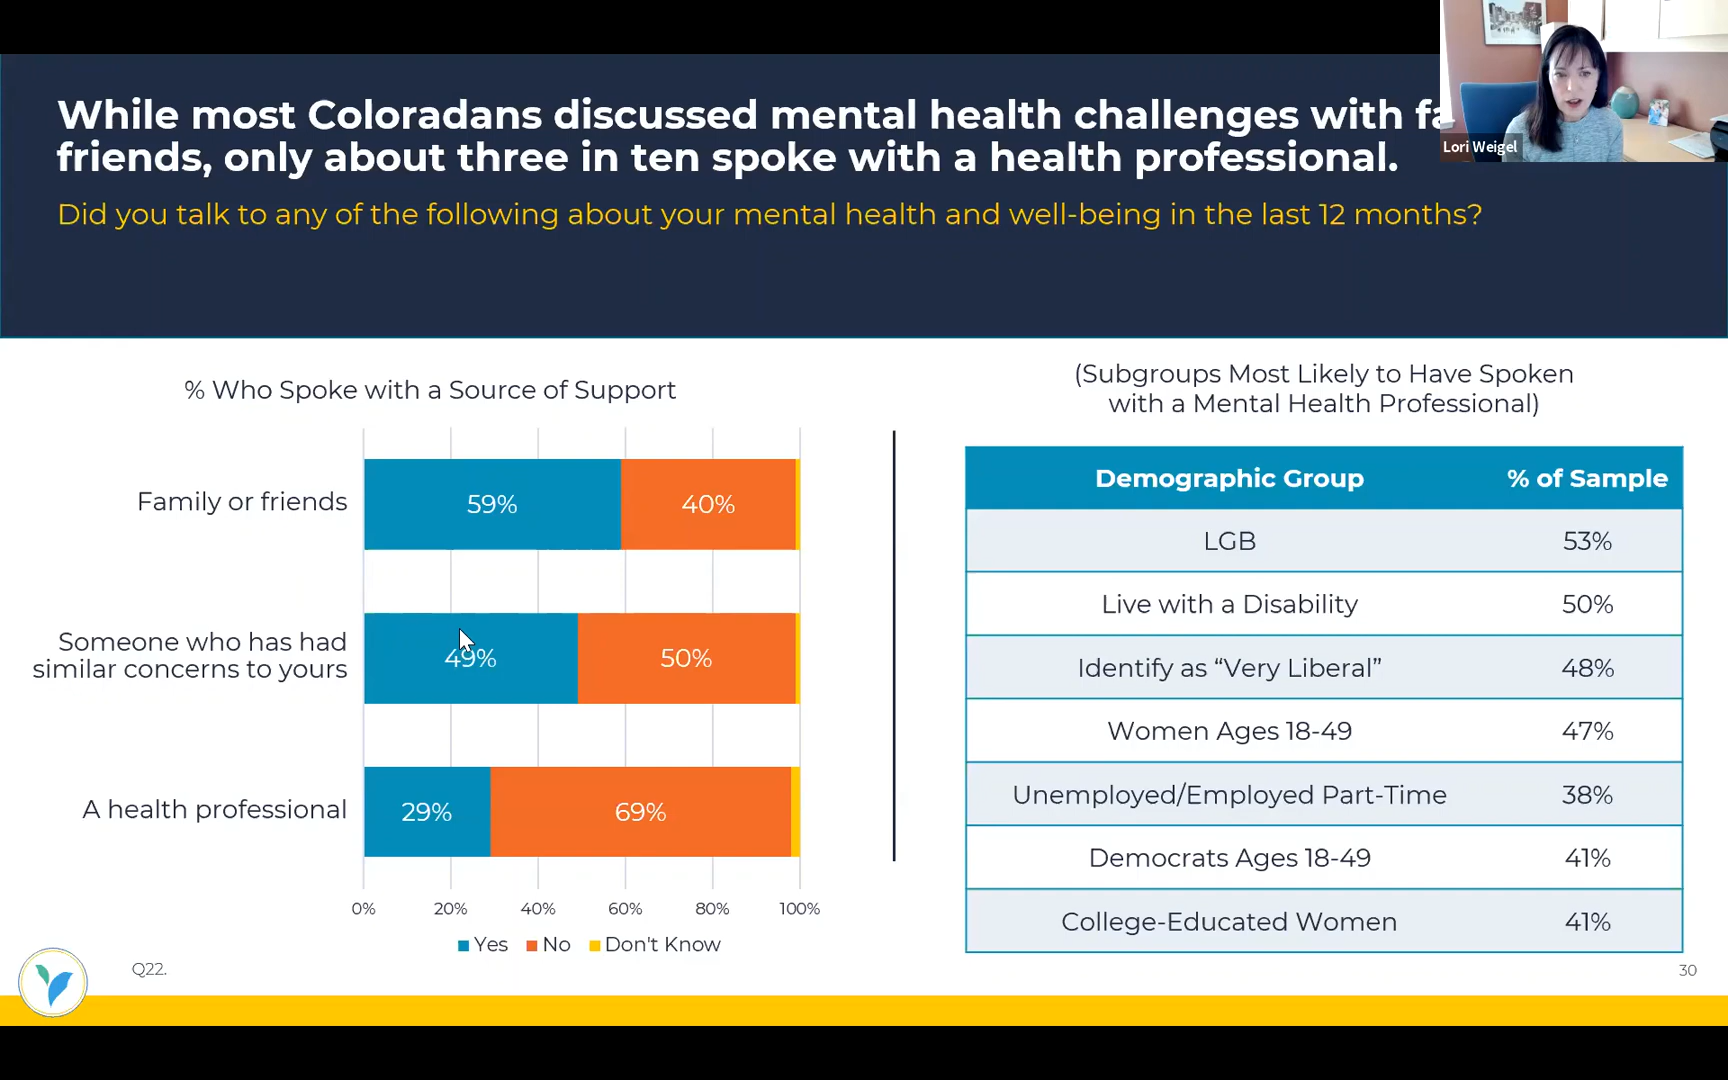 While most Coloradans discussed mental health challenges with
friends, only about three in ten spoke with a health professional.
Did you talk to any of the following about your mental health and well-being in the last 12 months?
Lori Weigel
% Who Spoke with a Source of Support
Family or friends
59%
40%
Someone who has had
similar concerns to yours
49%
50%
A health professional
29%
69%
0%
20%
40%
60%
80%
100%
Yes
No
Don't Know
Q22.
(Subgroups Most Likely to Have Spoken
with a Mental Health Professional)
Demographic Group % of Sample
LGB 53%
Live with a Disability 50%
Identify as “Very Liberal” 48%
Women Ages 18-49 47%
Unemployed/Employed Part-Time 38%
Democrats Ages 18-49 41%
College-Educated Women 41%
30